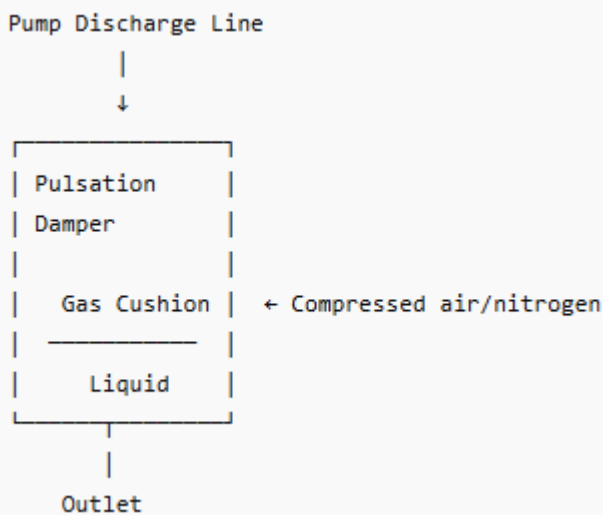 Pump Discharge Line
↓
Pulsation
Damper
Gas Cushion ← Compressed air/nitrogen
Liquid
Outlet